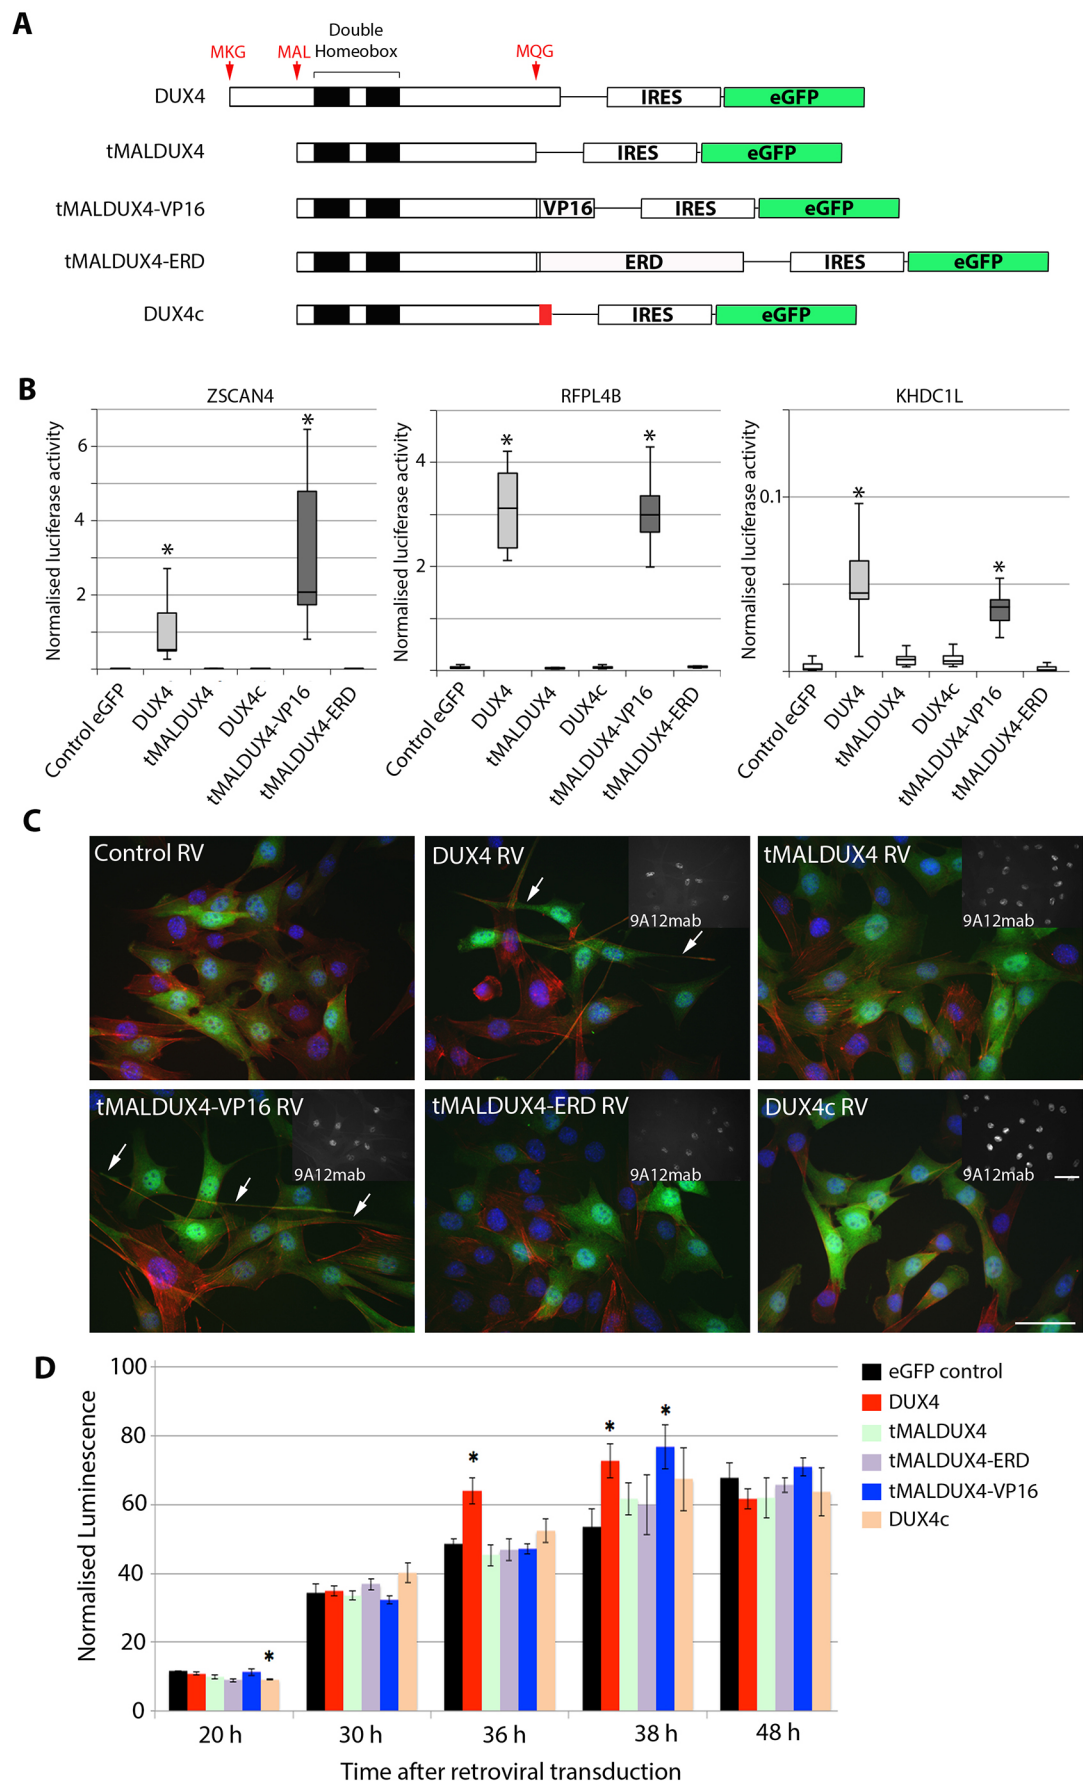 A
Double
Homeobox
MKG
MAL
MQG
DUX4
IRES
eGFP
tMALDUX4
IRES
eGFP
tMALDUX4-VP16
VP16
IRES
eGFP
tMALDUX4-ERD
ERD
IRES
eGFP
DUX4c
IRES
eGFP
B
ZSCAN4
Normalised luciferase activity
6
4
2
*
*
Control eGFP
DUX4
tMALDUX4
DUX4c
tMALDUX4-VP16
tMALDUX4-ERD
RFPL4B
Normalised luciferase activity
4
2
*
*
Control eGFP
DUX4
tMALDUX4
DUX4c
tMALDUX4-VP16
tMALDUX4-ERD
KHDC1L
Normalised luciferase activity
0.1
*
*
Control eGFP
DUX4
tMALDUX4
DUX4c
tMALDUX4-VP16
tMALDUX4-ERD
C
Control RV
DUX4 RV
9A12mab
tMALDUX4 RV
9A12mab
tMALDUX4-VP16 RV
9A12mab
tMALDUX4-ERD RV
9A12mab
DUX4c RV
9A12mab
D
Normalised Luminescence
100
80
60
40
20
0
*
*
*
*
20 h
30 h
36 h
38 h
48 h
Time after retroviral transduction
eGFP control
DUX4
tMALDUX4
tMALDUX4-ERD
tMALDUX4-VP16
DUX4c